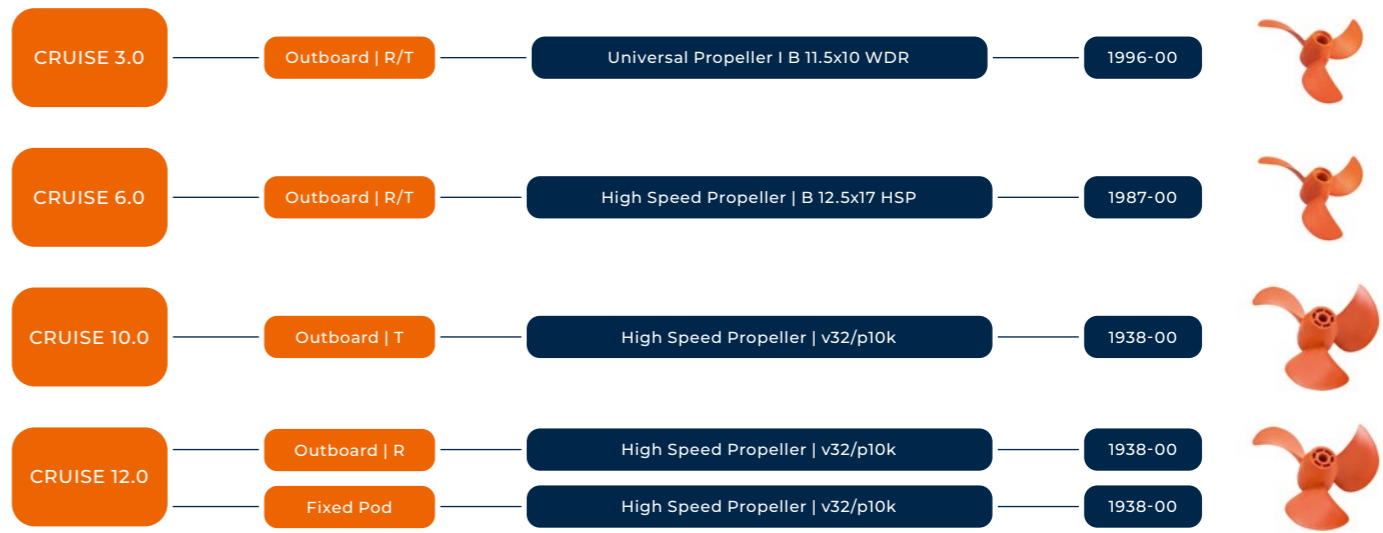 CRUISE 3.0 Outboard | R/T Universal Propeller I B 11.5x10 WDR 1996-00
CRUISE 6.0 Outboard | R/T High Speed Propeller | B 12.5x17 HSP 1987-00
CRUISE 10.0 Outboard | T High Speed Propeller | v32/p10k 1938-00
CRUISE 12.0
Outboard | R High Speed Propeller | v32/p10k 1938-00
Fixed Pod High Speed Propeller | v32/p10k 1938-00